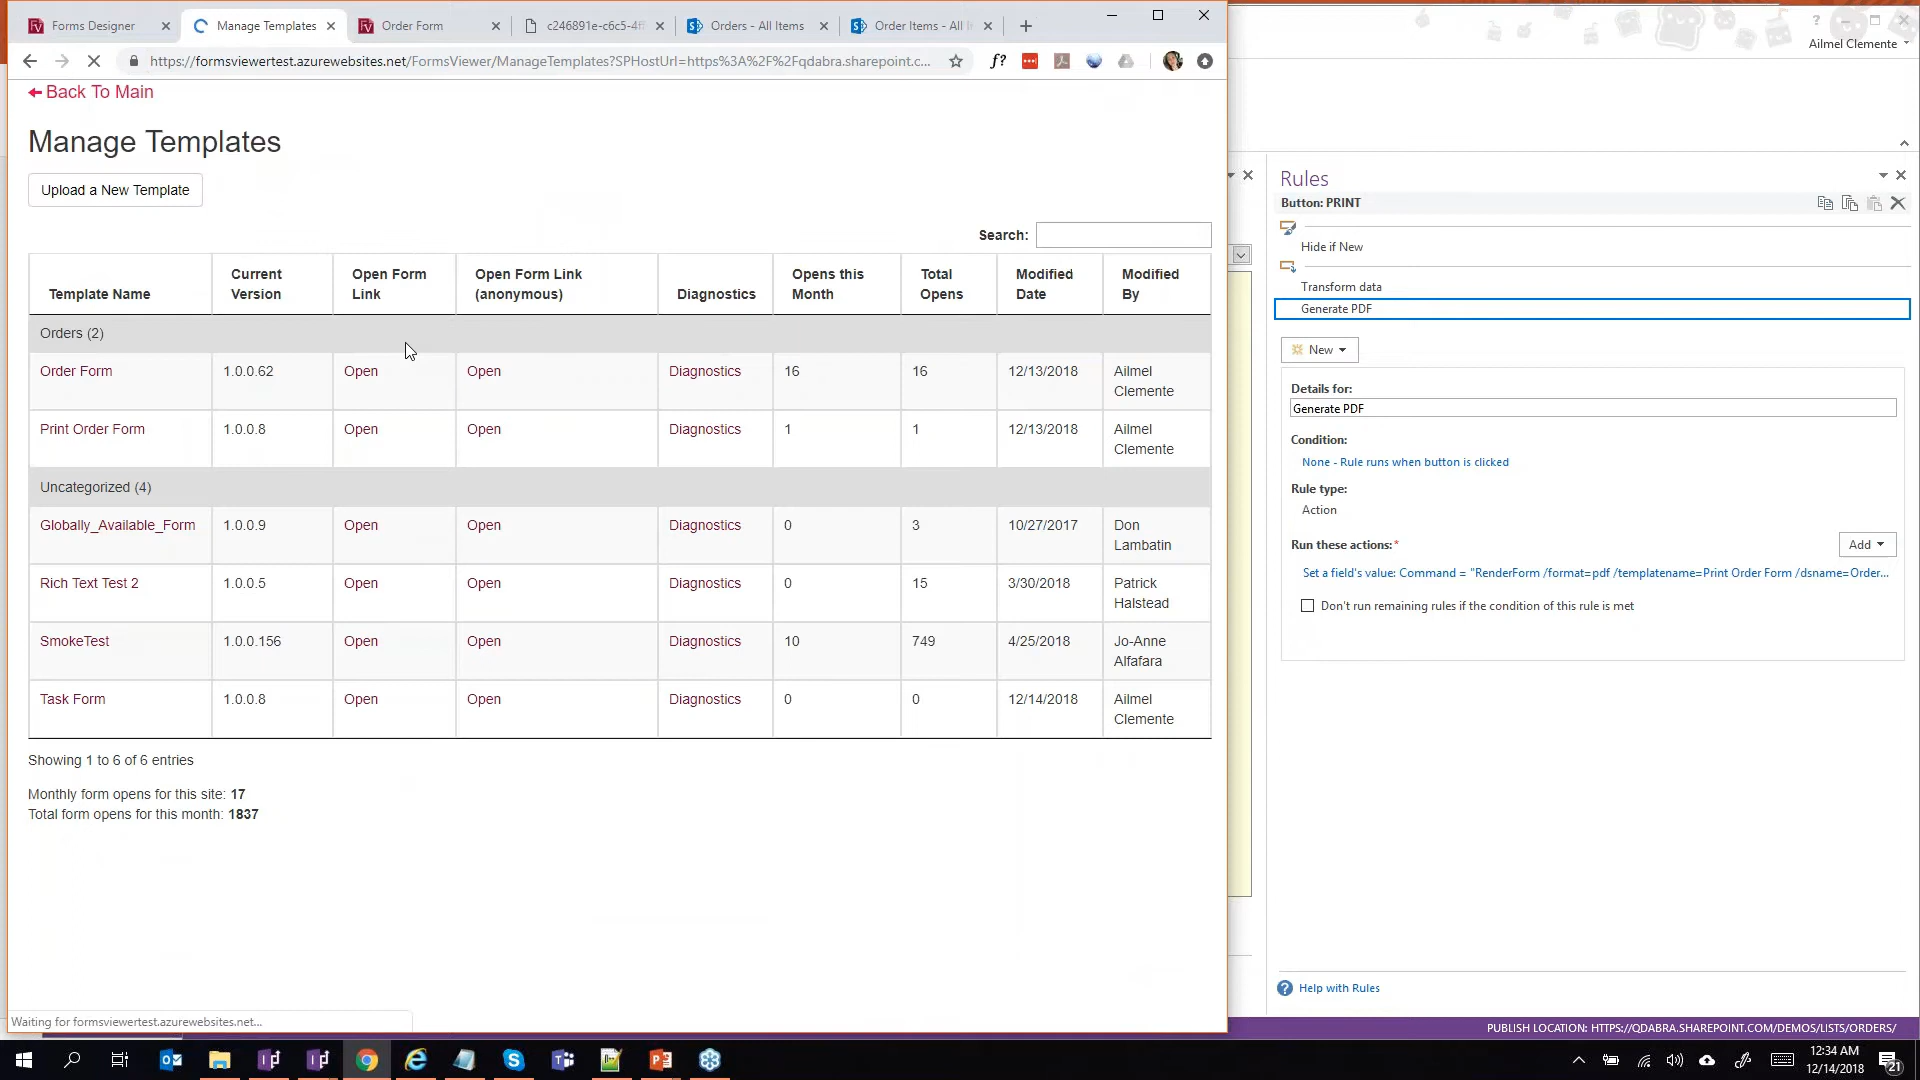 Forms Designer
Manage Templates
Order Form
c246891e-c6c5-4f
Orders - All Items
Order Items - All I
https://formsviewertest.azurewebsites.net/FormsViewer/ManageTemplates?SPHostUrl=https%3A%2F%2Fqdabra.sharepoint.c...
f?
Ailmel Clemente
Back To Main
Manage Templates
Upload a New Template
Search:
Template Name
Current Version
Open Form Link
Open Form Link (anonymous)
Diagnostics
Opens this Month
Total Opens
Modified Date
Modified By
Orders (2)
Order Form 1.0.0.62 Open Open Diagnostics 16 16 12/13/2018 Ailmel Clemente
Print Order Form 1.0.0.8 Open Open Diagnostics 1 1 12/13/2018 Ailmel Clemente
Uncategorized (4)
Globally_Available_Form 1.0.0.9 Open Open Diagnostics 0 3 10/27/2017 Don Lambatin
Rich Text Test 2 1.0.0.5 Open Open Diagnostics 0 15 3/30/2018 Patrick Halstead
SmokeTest 1.0.0.156 Open Open Diagnostics 10 749 4/25/2018 Jo-Anne Alfafara
Task Form 1.0.0.8 Open Open Diagnostics 0 0 12/14/2018 Ailmel Clemente
Showing 1 to 6 of 6 entries
Monthly form opens for this site: 17
Total form opens for this month: 1837
Waiting for formsviewertest.azurewebsites.net...
Rules
Button: PRINT
Hide if New
Transform data
Generate PDF
New
Details for:
Generate PDF
Condition:
None - Rule runs when button is clicked
Rule type:
Action
Run these actions:*
Add
Set a field's value: Command = "RenderForm /format=pdf /templatename=Print Order Form /dsname=Order...
Don't run remaining rules if the condition of this rule is met
Help with Rules
PUBLISH LOCATION: HTTPS://QDABRA.SHAREPOINT.COM/DEMOS/LISTS/ORDERS/
12:34 AM
12/14/2018
21